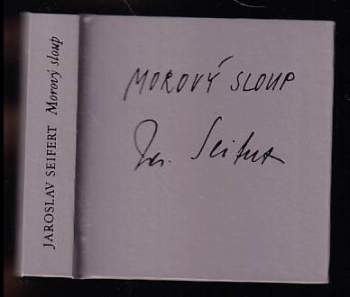 JAROSLAV SEIFERT Morový sloup
MOROVÝ SLOUP
Jar. Seifert